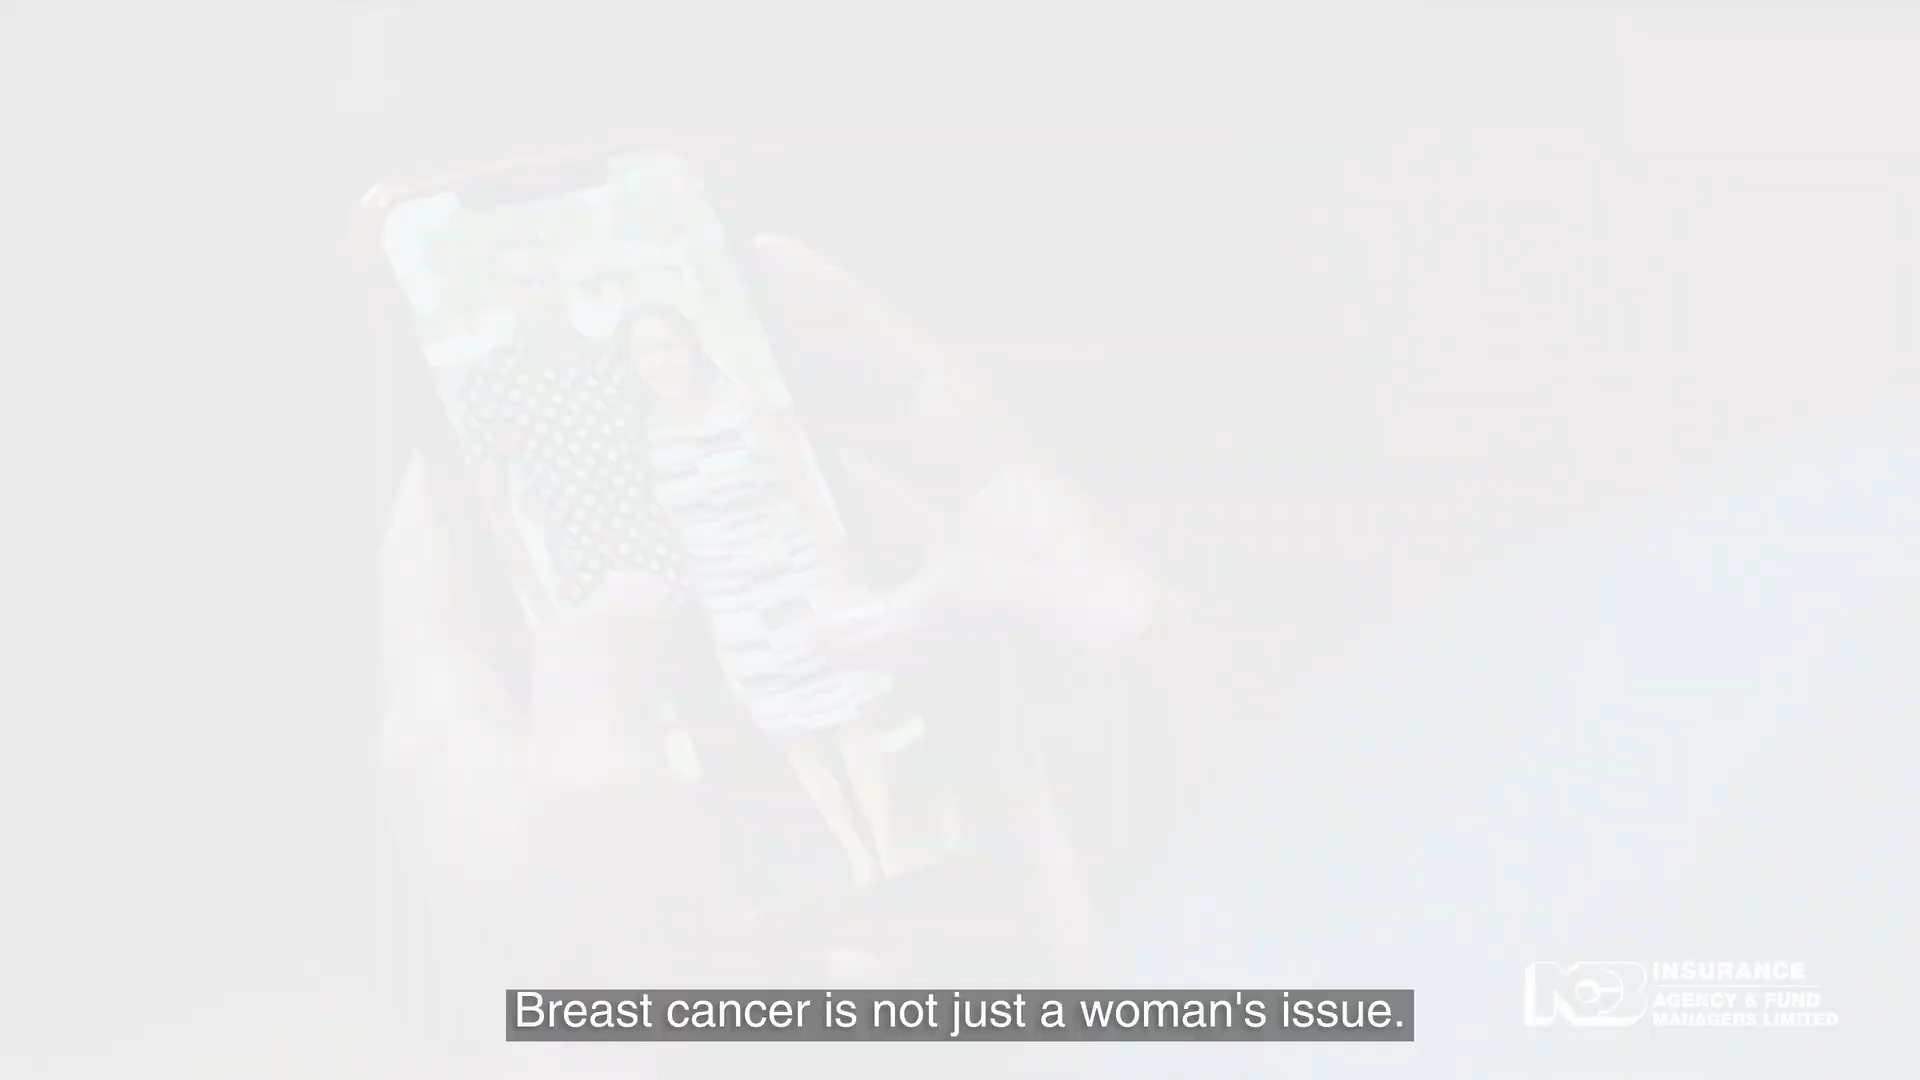 Breast cancer is not just a woman's issue.
NCB INSURANCE
AGENCY & FUND
MANAGERS LIMITED